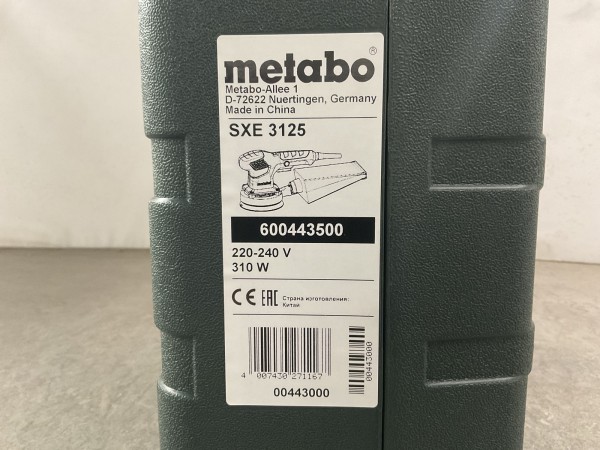 metabo®
Metabo-Allee 1
D-72622 Nuertingen, Germany
Made in China
SXE 3125
600443500
220-240 V
310 W
CE EAC Страна изготовления:
Китай
4 007430 271167
00443000
00443000